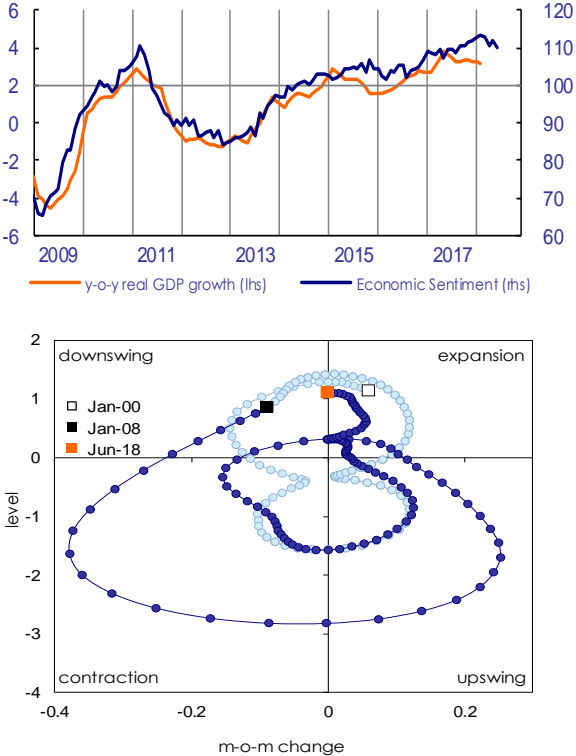 6 120
4 110
2 100
0 90
-2 80
-4 70
-6 60
2009 2011 2013 2015 2017
y-o-y real GDP growth (lhs) Economic Sentiment (rhs)
2
downswing expansion
1
Jan-00
Jan-08
Jun-18
0
level
-1
-2
-3
contraction upswing
-4
-0.4 -0.2 0 0.2
m-o-m change